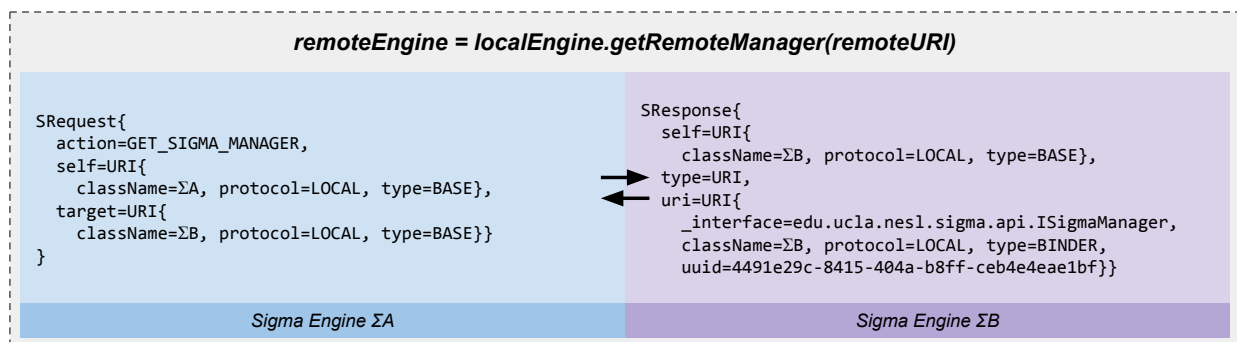 remoteEngine = localEngine.getRemoteManager(remoteURI)
SRequest{
  action=GET_SIGMA_MANAGER,
  self=URI{
    className=ΣA, protocol=LOCAL, type=BASE},
  target=URI{
    className=ΣB, protocol=LOCAL, type=BASE}}
}
Sigma Engine ΣA
SResponse{
  self=URI{
    className=ΣB, protocol=LOCAL, type=BASE},
  type=URI,
  uri=URI{
    _interface=edu.ucla.nesl.sigma.api.ISigmaManager,
    className=ΣB, protocol=LOCAL, type=BINDER,
    uuid=4491e29c-8415-404a-b8ff-ceb4e4eae1bf}}
Sigma Engine ΣB